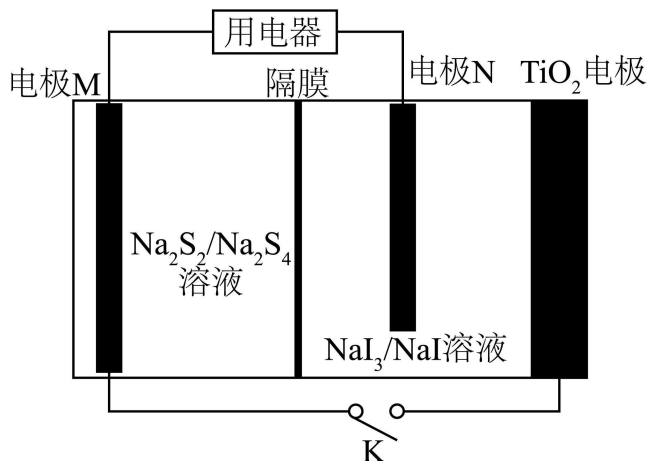 用电器
电极M
隔膜
电极N
TiO₂电极
Na₂S₂/Na₂S₄
溶液
NaI₃/NaI溶液
K